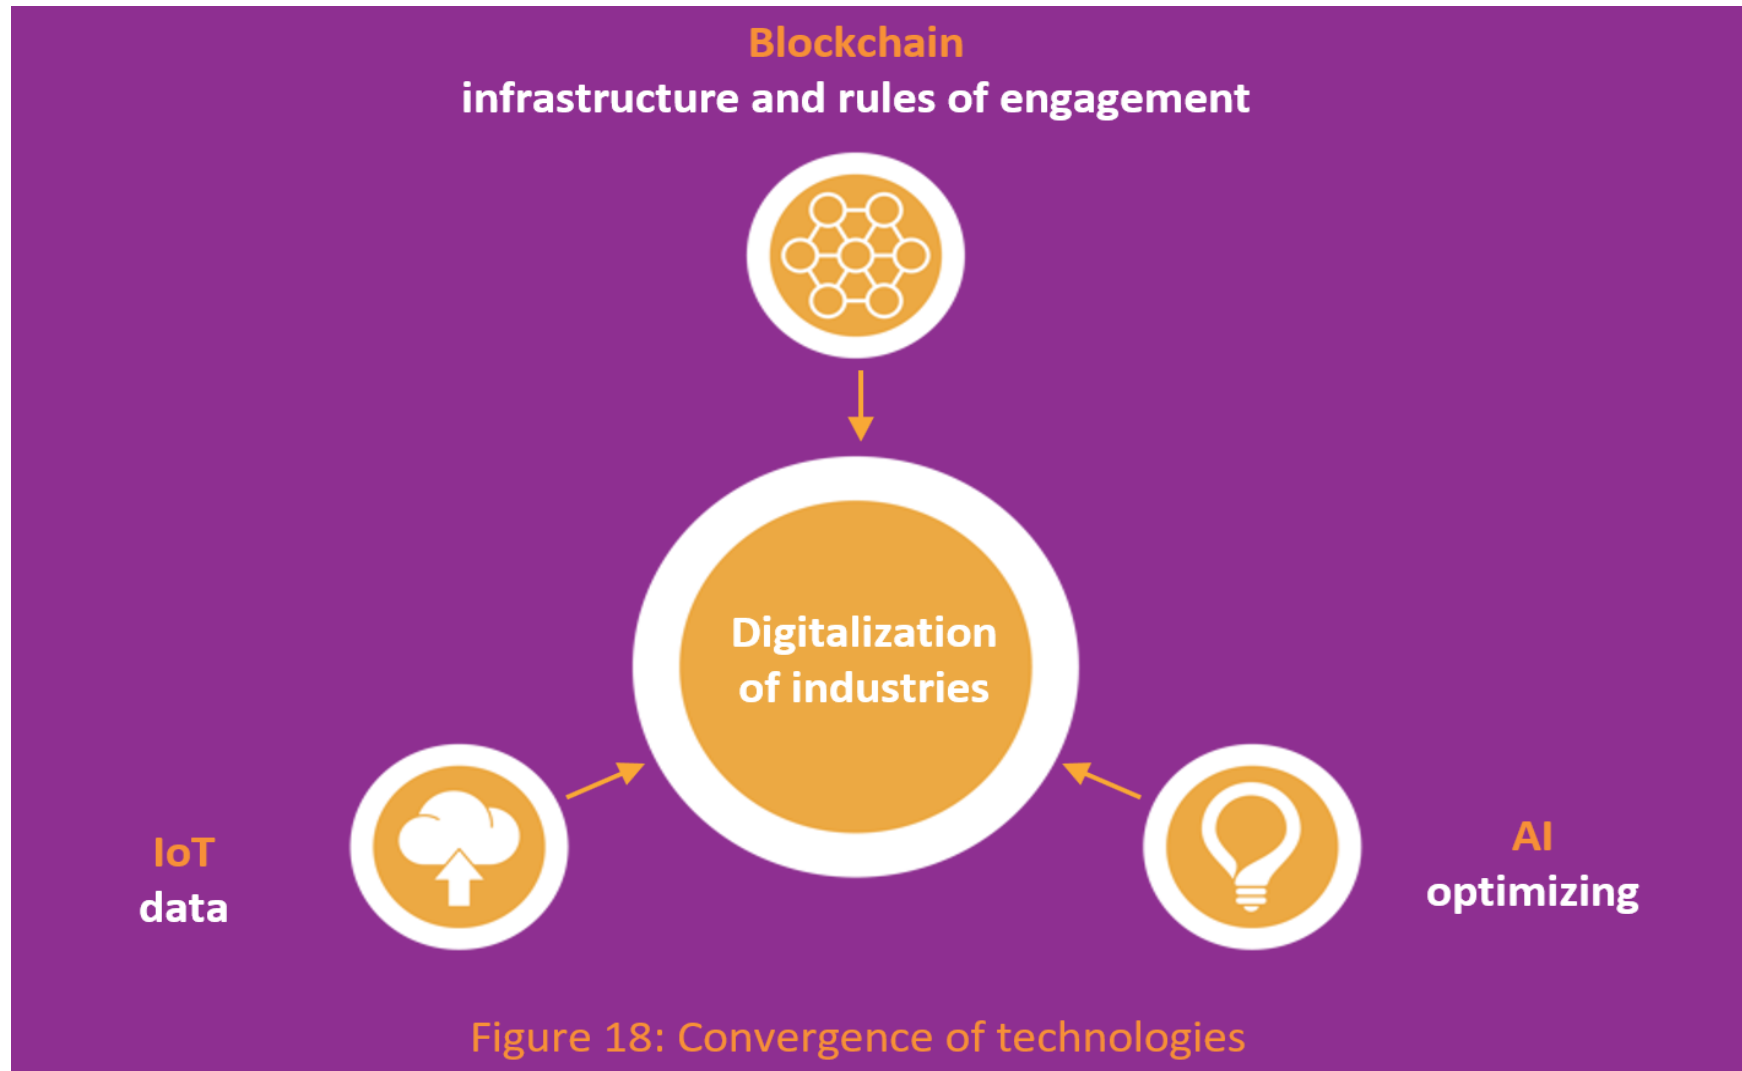 Blockchain
infrastructure and rules of engagement
Digitalization
of industries
IoT
data
AI
optimizing
Figure 18: Convergence of technologies